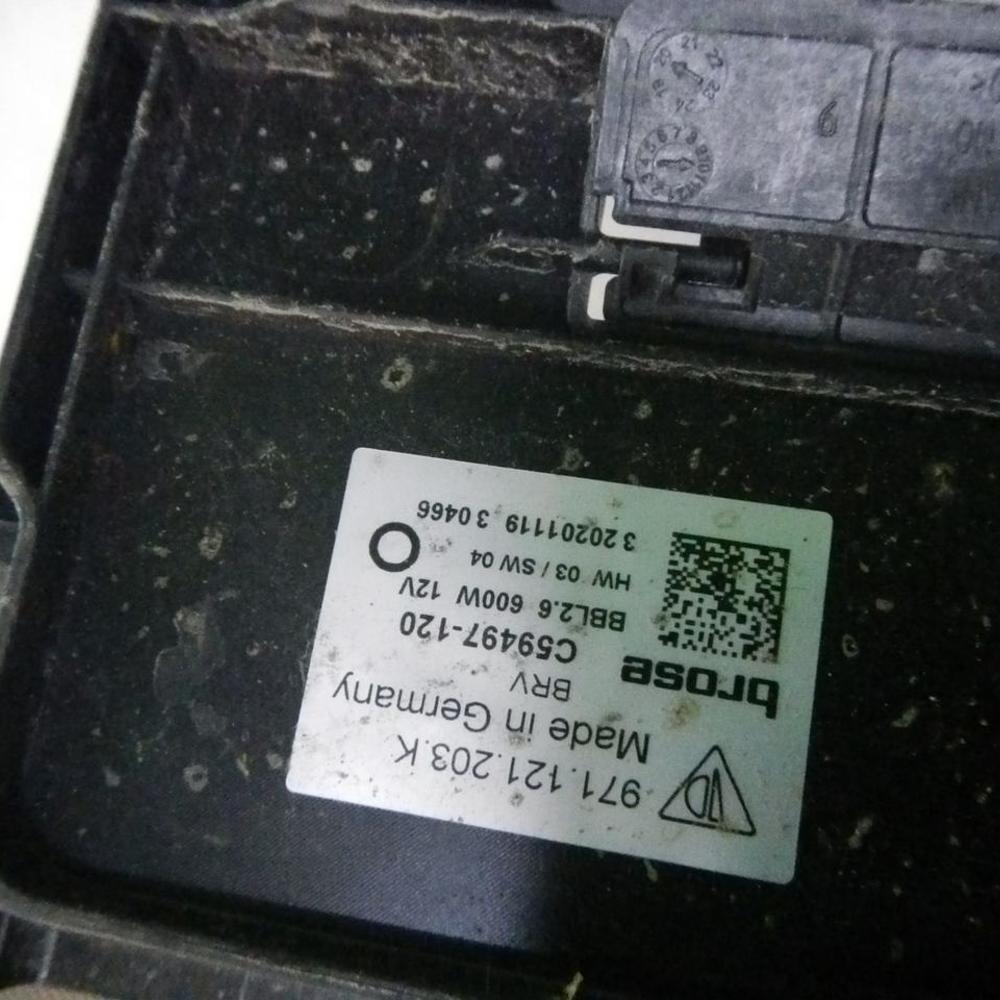 971.121.203.K
Made in Germany
brose
BRV
C59497-120
BBL2.6 600W 12V
HW 03 / SW 04
3 20201119 3 0466
6